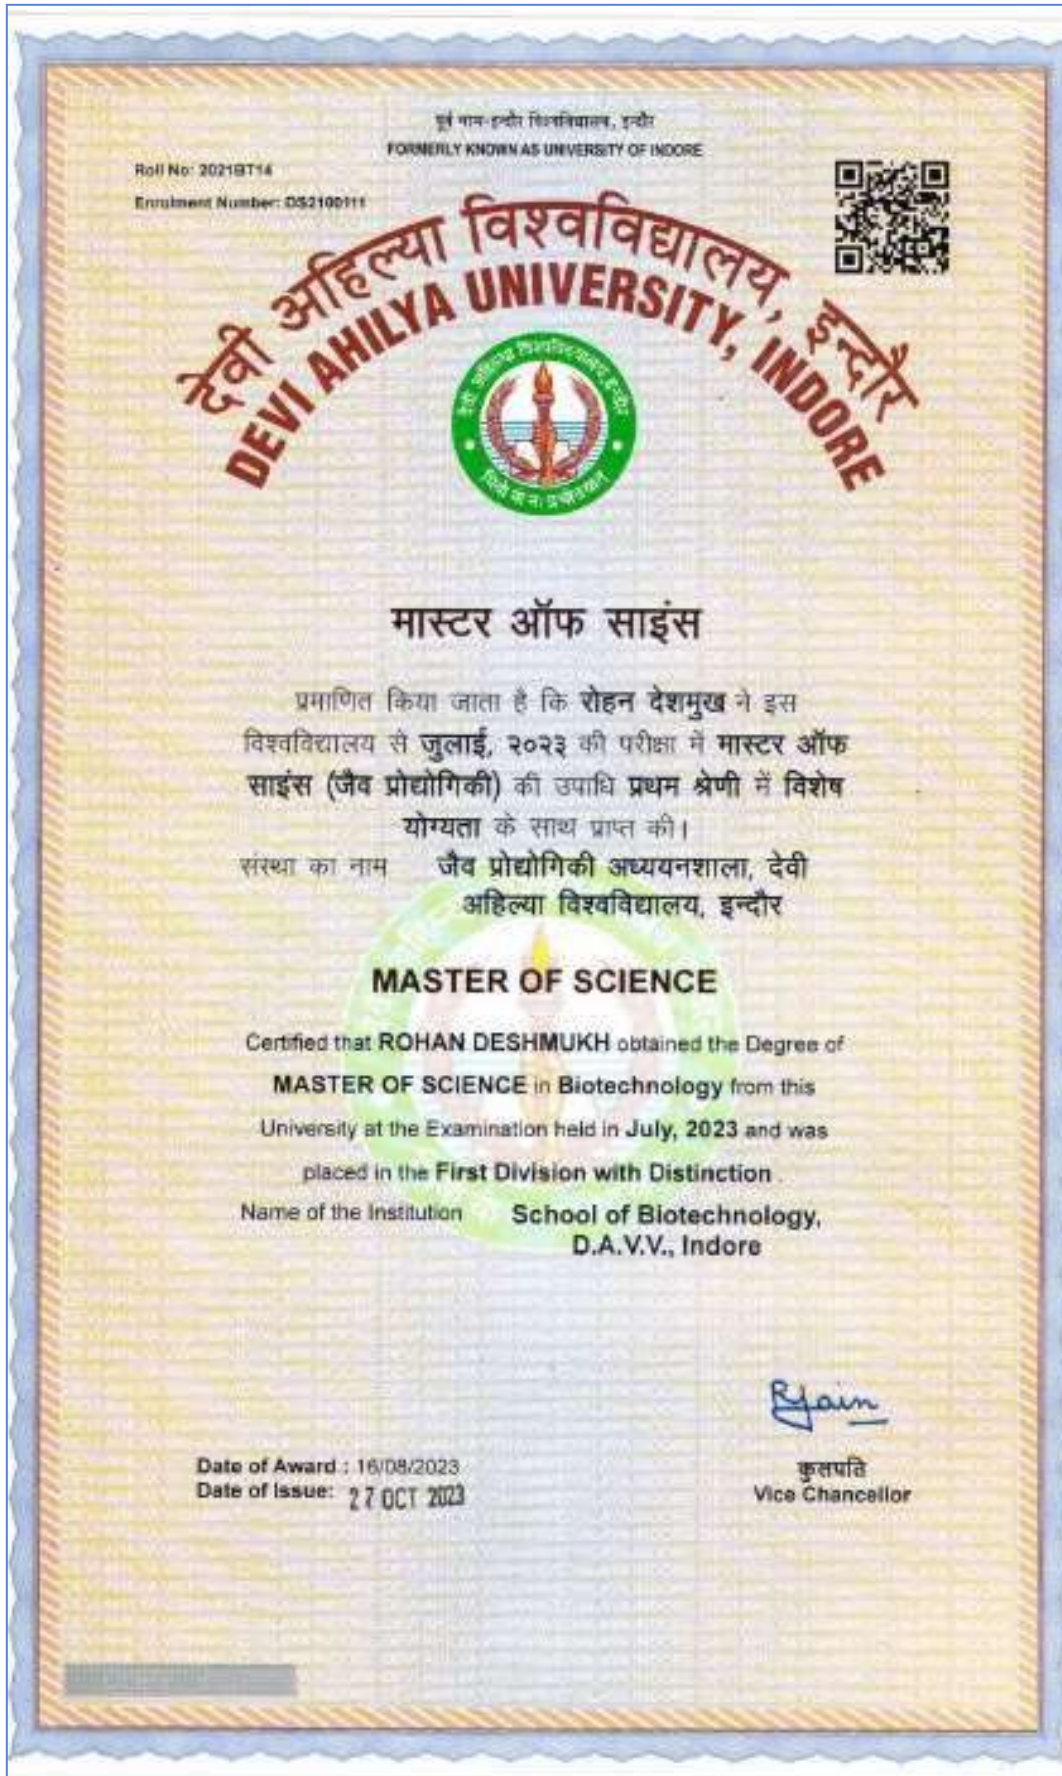 पूर्व नाम-इन्दौर विश्वविद्यालय, इन्दौर
FORMERLY KNOWN AS UNIVERSITY OF INDORE
Roll No: 2021BT14
Enrolment Number: DS2100111
देवी अहिल्या विश्वविद्यालय, इन्दौर
DEVI AHILYA UNIVERSITY, INDORE
देवी अहिल्या विश्वविद्यालय, इन्दौर
मास्टर ऑफ साइंस
प्रमाणित किया जाता है कि रोहन देशमुख ने इस
विश्वविद्यालय से जुलाई, २०२३ की परीक्षा में मास्टर ऑफ
साइंस (जैव प्रोद्योगिकी) की उपाधि प्रथम श्रेणी में विशेष
योग्यता के साथ प्राप्त की।
संस्था का नाम जैव प्रोद्योगिकी अध्ययनशाला, देवी
अहिल्या विश्वविद्यालय, इन्दौर
MASTER OF SCIENCE
Certified that ROHAN DESHMUKH obtained the Degree of
MASTER OF SCIENCE in Biotechnology from this
University at the Examination held in July, 2023 and was
placed in the First Division with Distinction .
Name of the Institution School of Biotechnology,
D.A.V.V., Indore
RJain
Date of Award : 16/08/2023
Date of Issue: 27 OCT 2023
कुलपति
Vice Chancellor